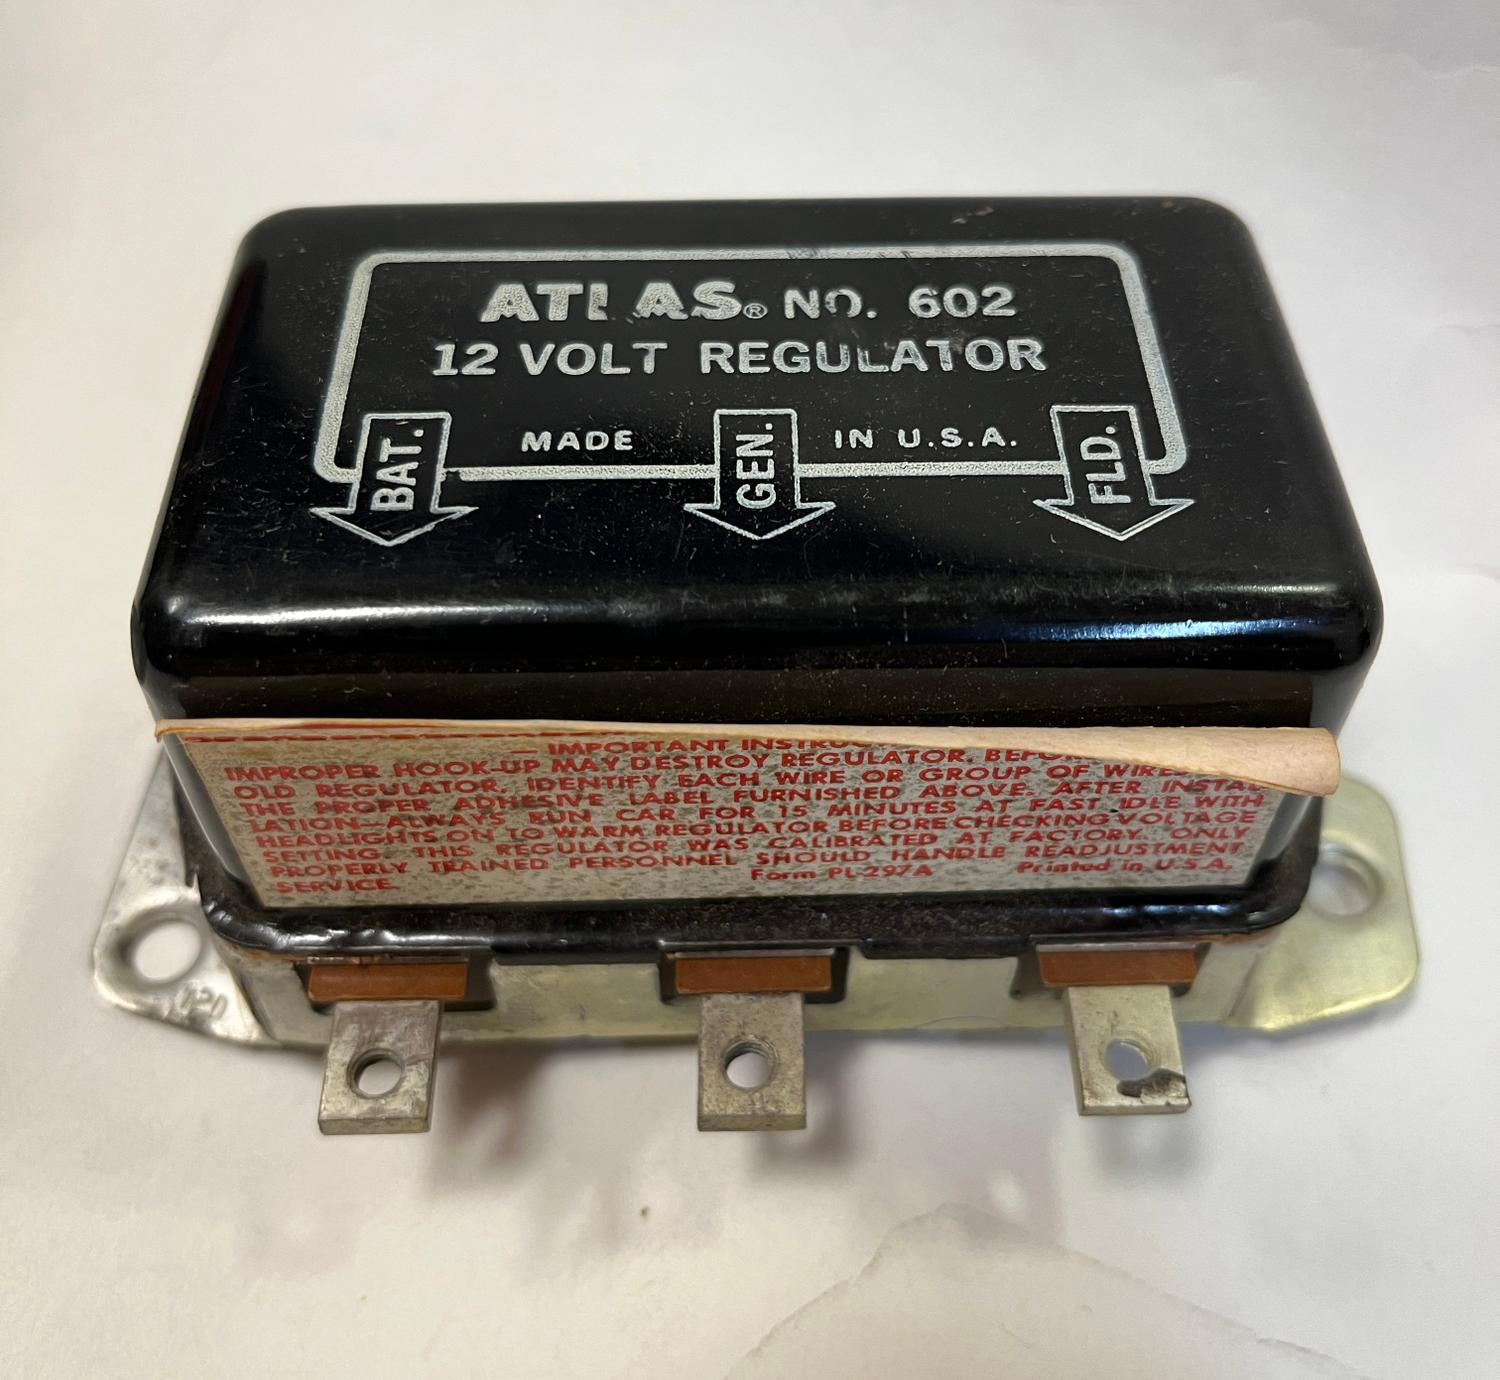 ATLAS® NO. 602
12 VOLT REGULATOR
MADE IN U.S.A.
BAT. GEN. FLD.
— IMPORTANT
IMPROPER HOOK-UP MAY DESTROY REGULATOR.
OLD REGULATOR, IDENTIFY EACH WIRE OR GROUP OF
THE PROPER ADHESIVE LABEL FURNISHED ABOVE. AFTER INSTAL-
LATION—ALWAYS RUN CAR FOR 15 MINUTES AT FAST IDLE WITH
HEADLIGHTS ON TO WARM REGULATOR BEFORE CHECKING VOLTAGE
SETTING. THIS REGULATOR WAS CALIBRATED AT FACTORY. ONLY
PROPERLY TRAINED PERSONNEL SHOULD HANDLE READJUSTMENT
SERVICE. Form PL-297A Printed in U.S.A.